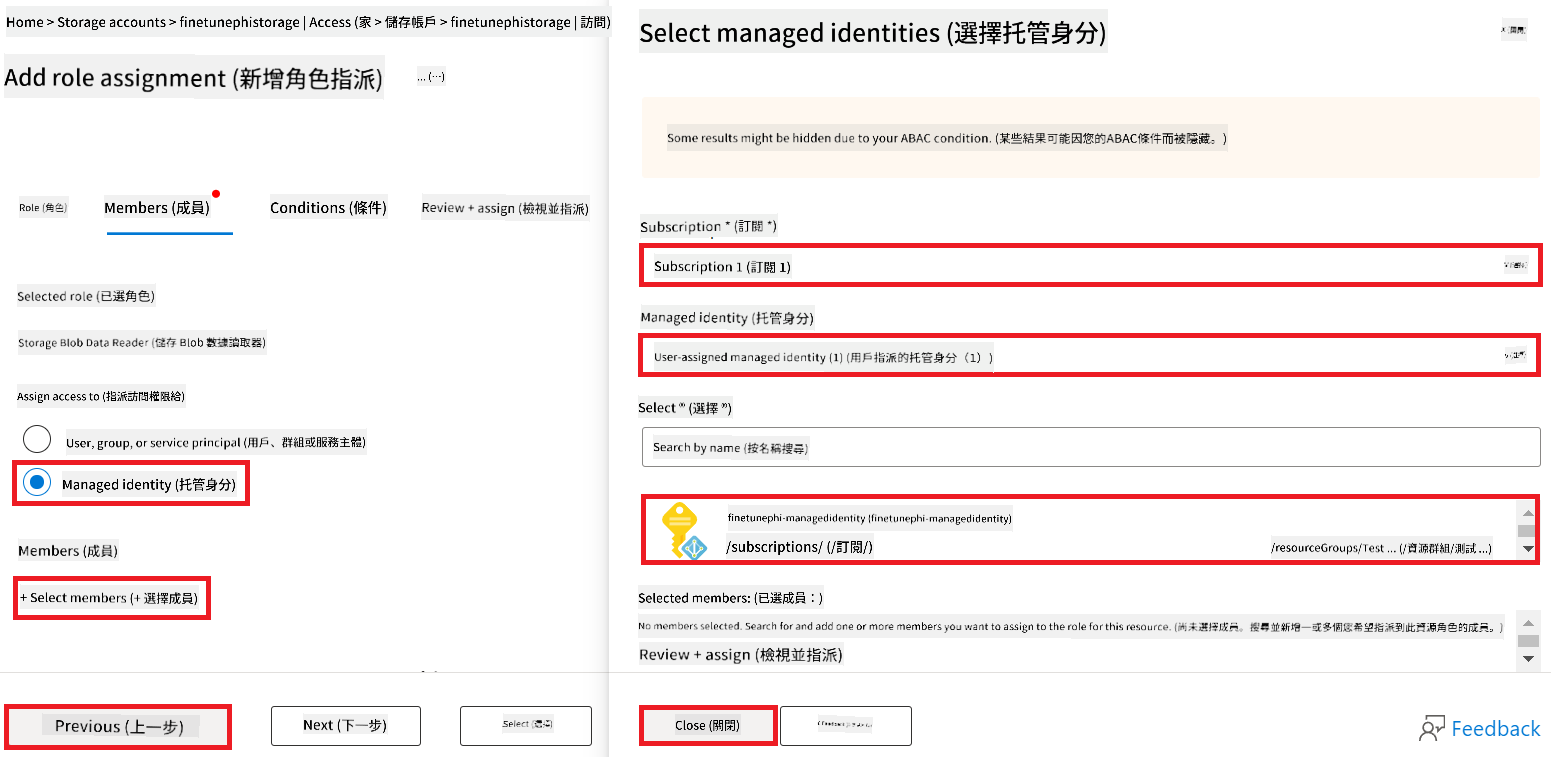 Home > Storage accounts > finetunephistorage | Access (家 > 儲存帳戶 > finetunephistorage | 訪問)
Add role assignment (新增角色指派)
... (...)
Role (角色)
Members (成員)
Conditions (條件)
Review + assign (檢視並指派)
Selected role (已選角色)
Storage Blob Data Reader (儲存 Blob 數據讀取器)
Assign access to (指派訪問權限給)
User, group, or service principal (用戶、群組或服務主體)
Managed identity (托管身分)
Members (成員)
+ Select members (+ 選擇成員)
Previous (上一步)
Next (下一步)
Select (選擇)
Select managed identities (選擇托管身分)
Some results might be hidden due to your ABAC condition. (某些結果可能因您的ABAC條件而被隱藏。)
Subscription * (訂閱 *)
Subscription 1 (訂閱 1)
Managed identity (托管身分)
User-assigned managed identity (1) (用戶指派的托管身分（1）)
Select * (選擇 *)
Search by name (按名稱搜尋)
finetunephi-managedidentity (finetunephi-managedidentity)
/subscriptions/ (/訂閱/)
/resourceGroups/Test ... (/資源群組/測試 ...)
Selected members: (已選成員：)
No members selected. Search for and add one or more members you want to assign to the role for this resource. (尚未選擇成員。搜尋並新增一或多個您希望指派到此資源角色的成員。)
Review + assign (檢視並指派)
Close (關閉)
Feedback